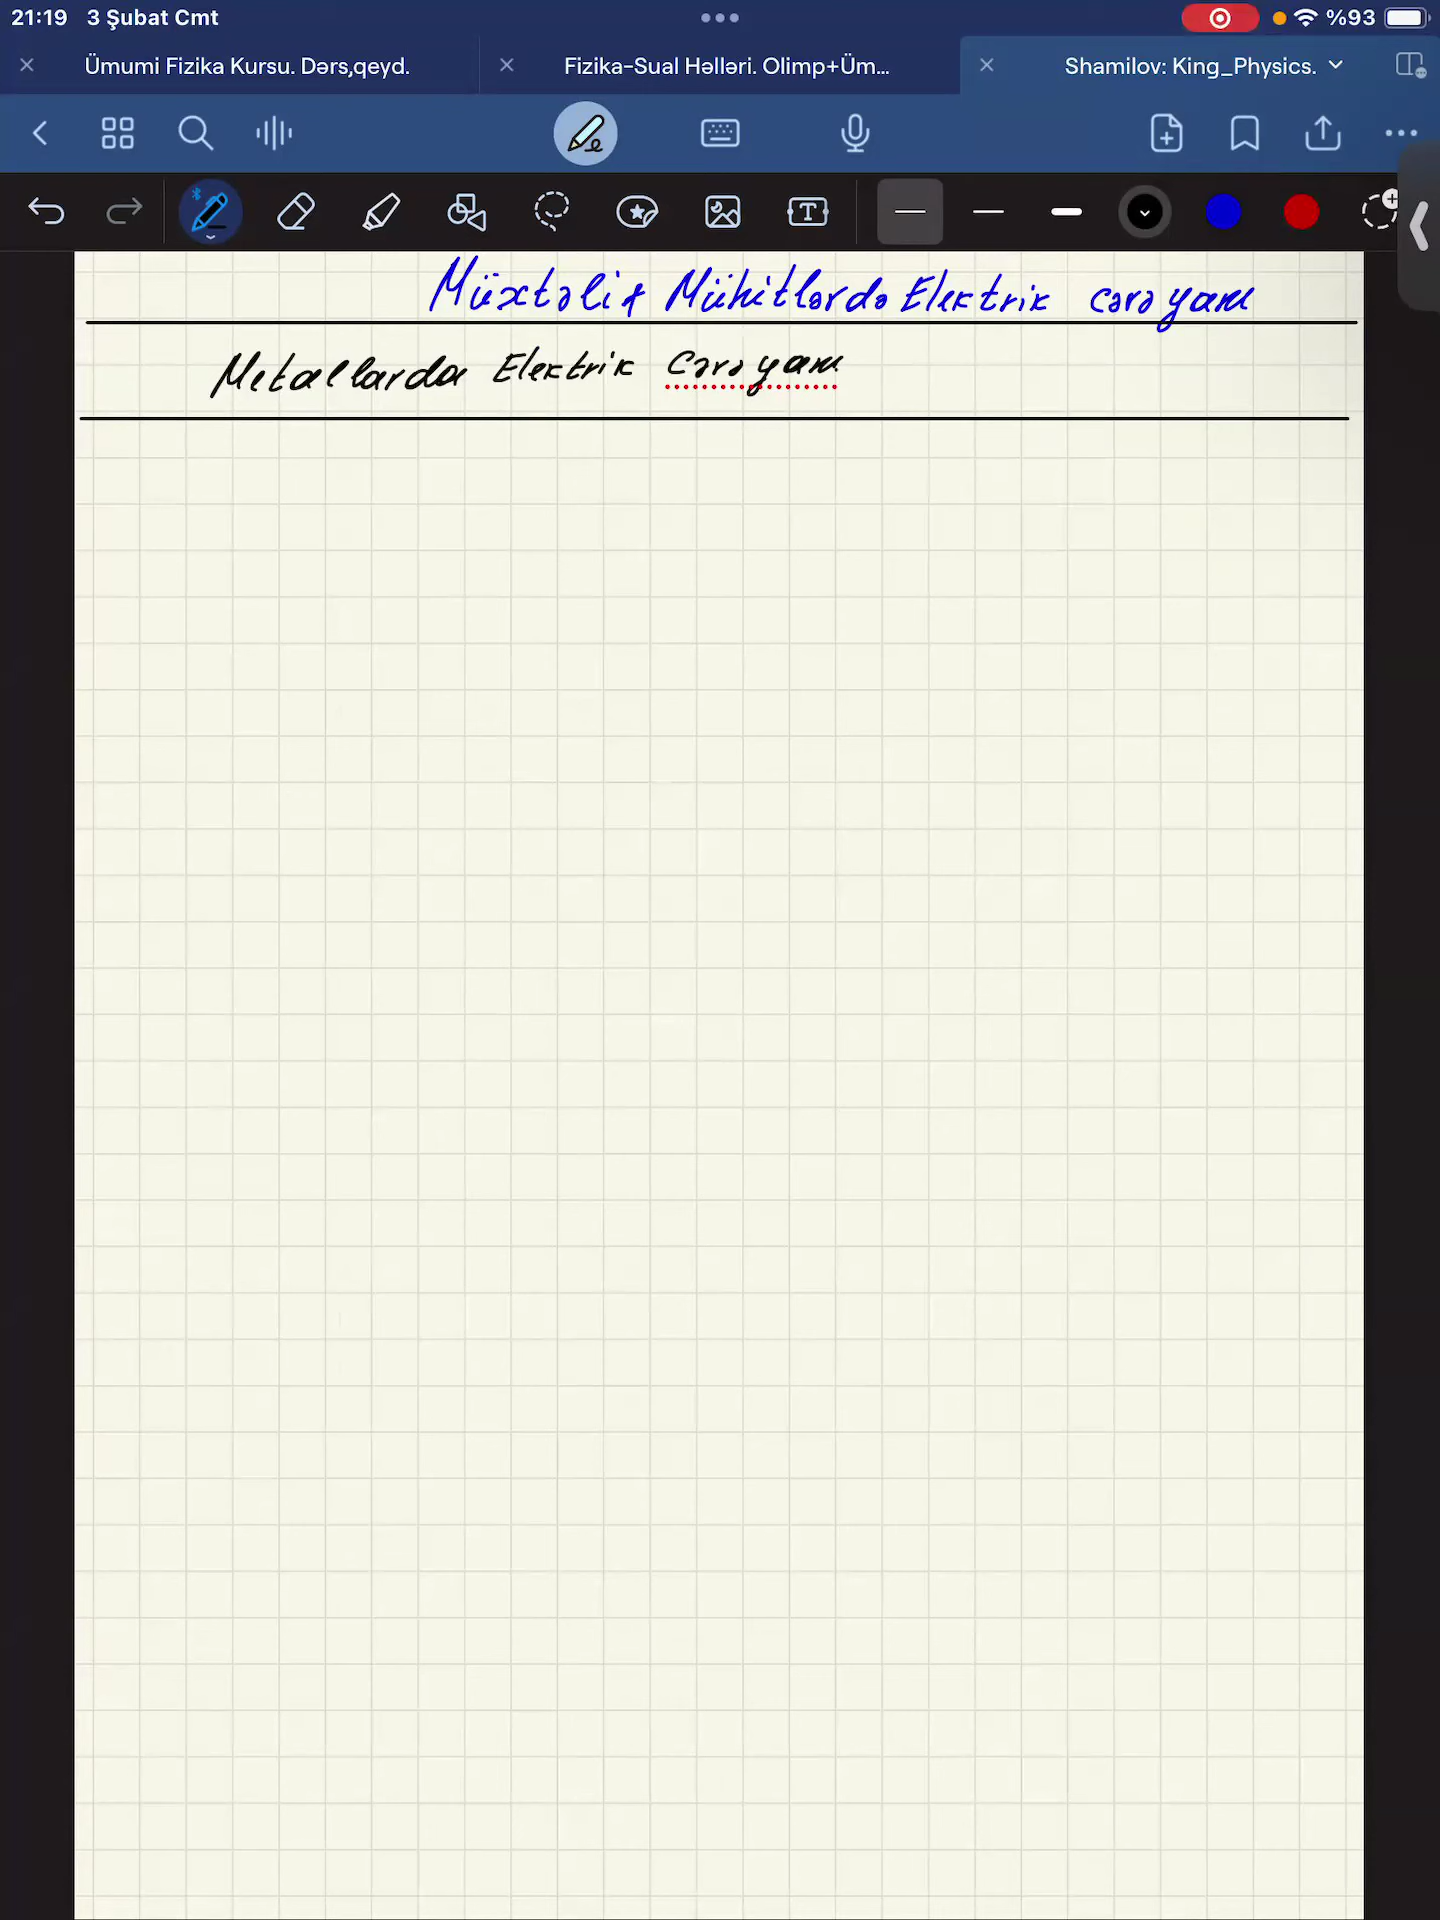 21:19 3 Şubat Cmt %93
Ümumi Fizika Kursu. Dərs,qeyd. Fizika-Sual Həlləri. Olimp+Üm... Shamilov: King_Physics.
Müxtəlif Mühitlərdə Elektrik cərəyanı
Metallarda Elektrik Cərəyanı